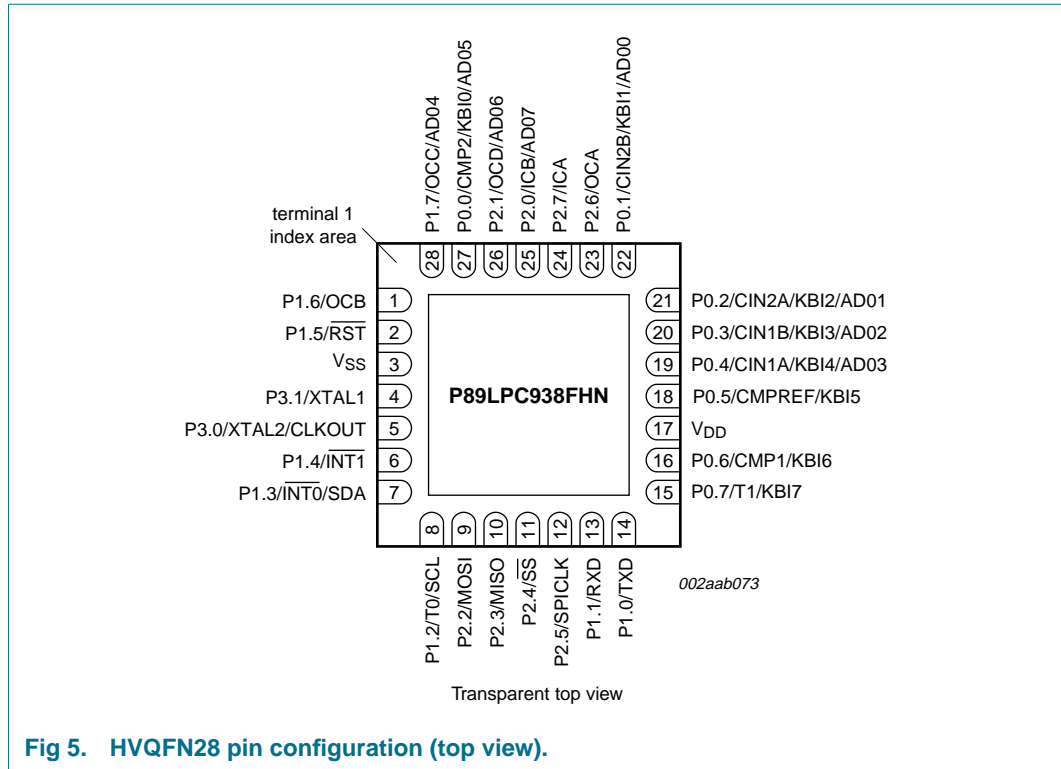 P1.7/OCC/AD04
P0.0/CMP2/KBI0/AD05
P2.1/OCD/AD06
P2.0/ICB/AD07
P2.7/ICA
P2.6/OCA
P0.1/CIN2B/KBI1/AD00
terminal 1
index area
28 27 26 25 24 23 22
P1.6/OCB 1
P1.5/RST 2
VSS 3
P3.1/XTAL1 4
P3.0/XTAL2/CLKOUT 5
P1.4/INT1 6
P1.3/INT0/SDA 7
P89LPC938FHN
21 P0.2/CIN2A/KBI2/AD01
20 P0.3/CIN1B/KBI3/AD02
19 P0.4/CIN1A/KBI4/AD03
18 P0.5/CMPREF/KBI5
17 VDD
16 P0.6/CMP1/KBI6
15 P0.7/T1/KBI7
8 9 10 11 12 13 14
P1.2/T0/SCL
P2.2/MOSI
P2.3/MISO
P2.4/SS
P2.5/SPICLK
P1.1/RXD
P1.0/TXD
002aab073
Transparent top view
Fig 5. HVQFN28 pin configuration (top view).